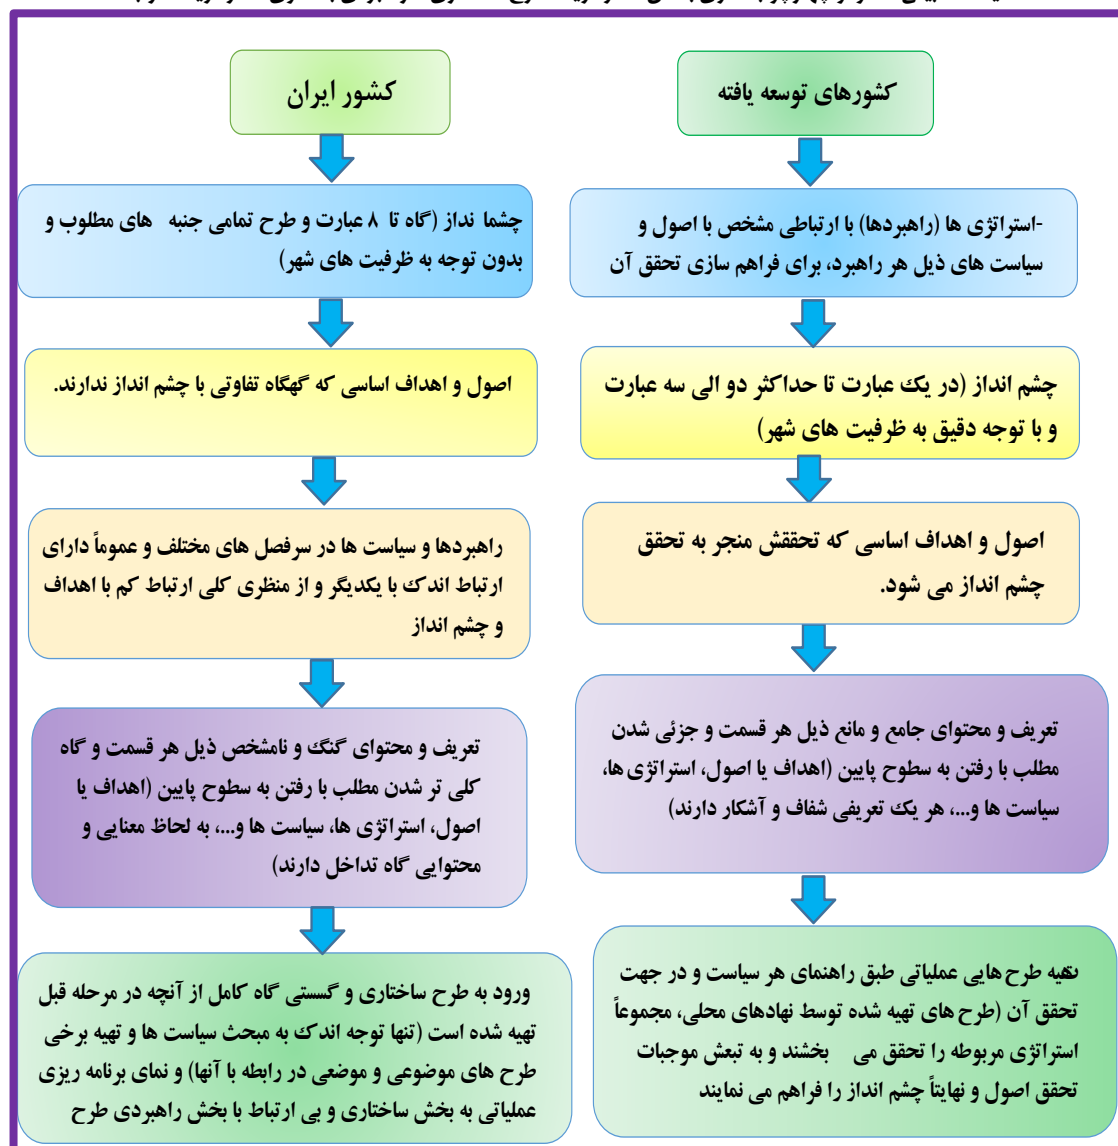 کشورهای توسعه یافته
-استراتژی ها (راهبردها) با ارتباطی مشخص با اصول و
سیاست های ذیل هر راهبرد، برای فراهم سازی تحقق آن
چشم انداز (در یک عبارت تا حداکثر دو الی سه عبارت
و با توجه دقیق به ظرفیت های شهر)
اصول و اهداف اساسی که تحققش منجر به تحقق
چشم انداز می شود.
تعریف و محتوای جامع و مانع ذیل هر قسمت و جزئی شدن
مطلب با رفتن به سطوح پایین (اهداف یا اصول، استراتژی ها،
سیاست ها و...، هر یک تعریفی شفاف و آشکار دارند)
تهیه طرح هایی عملیاتی طبق راهنمای هر سیاست و در جهت
تحقق آن (طرح های تهیه شده توسط نهادهای محلی، مجموعاً
استراتژی مربوطه را تحقق می بخشند و به تبعش موجبات
تحقق اصول و نهایتاً چشم انداز را فراهم می نمایند
کشور ایران
چشما نداز (گاه تا ۸ عبارت و طرح تمامی جنبه های مطلوب و
بدون توجه به ظرفیت های شهر)
اصول و اهداف اساسی که گهگاه تفاوتی با چشم انداز ندارند.
راهبردها و سیاست ها در سرفصل های مختلف و عموماً دارای
ارتباط اندک با یکدیگر و از منظری کلی ارتباط کم با اهداف
و چشم انداز
تعریف و محتوای گنگ و نامشخص ذیل هر قسمت و گاه
کلی تر شدن مطلب با رفتن به سطوح پایین (اهداف یا
اصول، استراتژی ها، سیاست ها و...، به لحاظ معنایی و
محتوایی گاه تداخل دارند)
ورود به طرح ساختاری و گسستی گاه کامل از آنچه در مرحله قبل
تهیه شده است (تنها توجه اندک به مبحث سیاست ها و تهیه برخی
طرح های موضوعی و موضعی در رابطه با آنها) و نمای برنامه ریزی
عملیاتی به بخش ساختاری و بی ارتباط با بخش راهبردی طرح